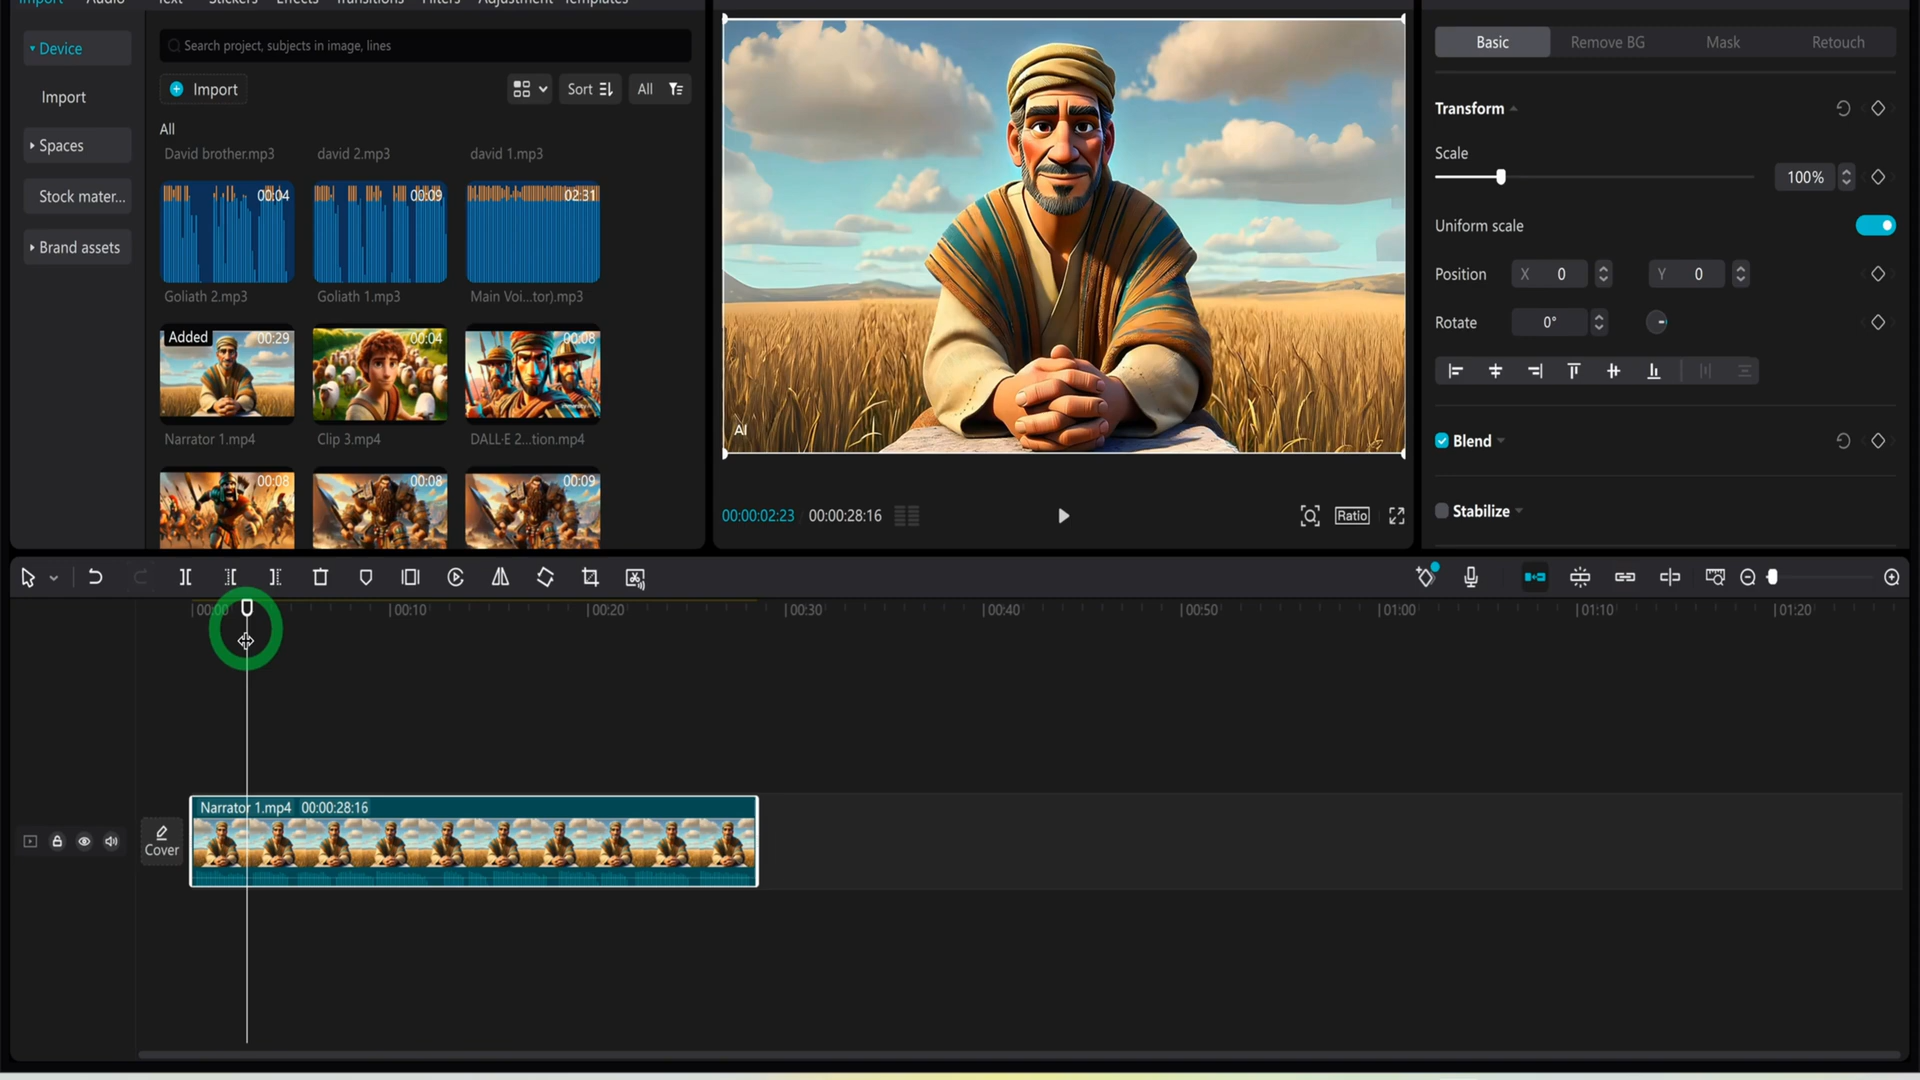 Import Audio Text Stickers Effects Transitions Filters Adjustment Templates
Device
Import
Spaces
Stock mater...
Brand assets
Search project, subjects in image, lines
Import
Sort
All
All
David brother.mp3
david 2.mp3
david 1.mp3
00:04
00:09
02:31
Goliath 2.mp3
Goliath 1.mp3
Main Voi...tor).mp3
Added
00:29
00:04
00:08
Narrator 1.mp4
Clip 3.mp4
DALL·E 2...tion.mp4
00:08
00:08
00:09
AI
00:00:02:23
00:00:28:16
Ratio
Basic
Remove BG
Mask
Retouch
Transform
Scale
100%
Uniform scale
Position
X 0
Y 0
Rotate
0°
Blend
Stabilize
00:00
00:10
00:20
00:30
00:40
00:50
01:00
01:10
01:20
Cover
Narrator 1.mp4 00:00:28:16